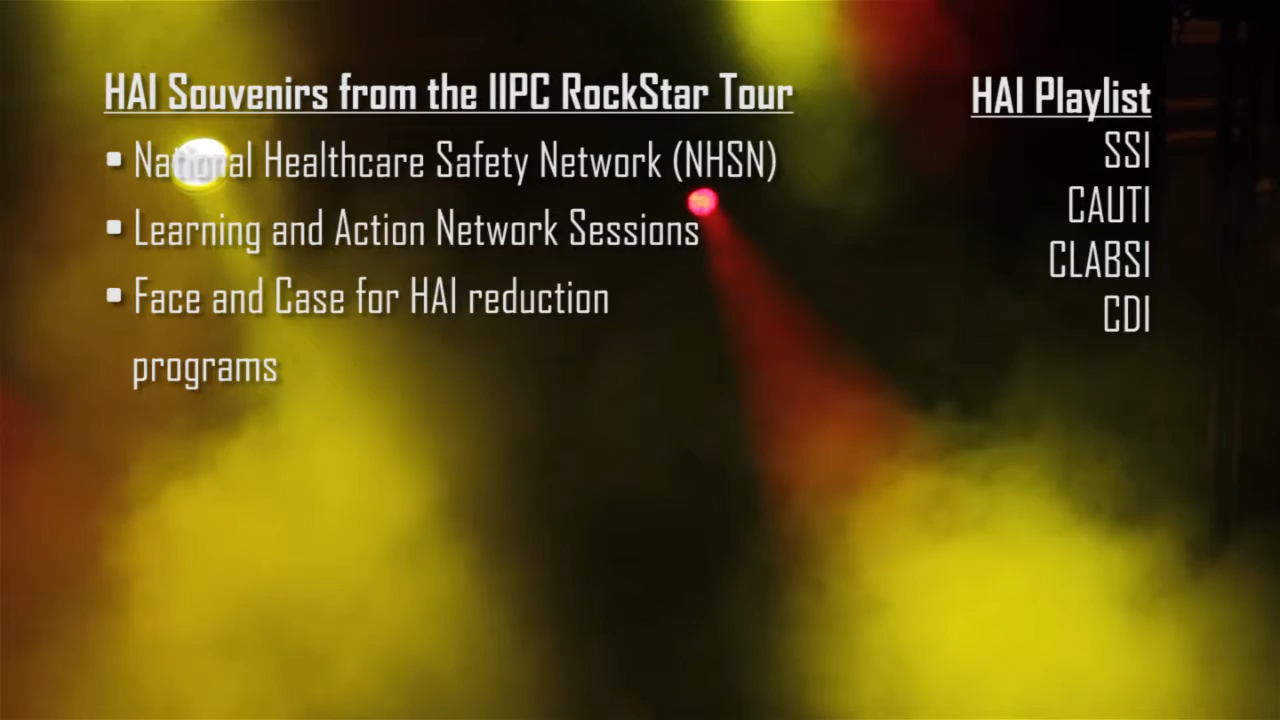 HAI Souvenirs from the IIPC RockStar Tour
▪ National Healthcare Safety Network (NHSN)
▪ Learning and Action Network Sessions
▪ Face and Case for HAI reduction
programs
HAI Playlist
SSI
CAUTI
CLABSI
CDI